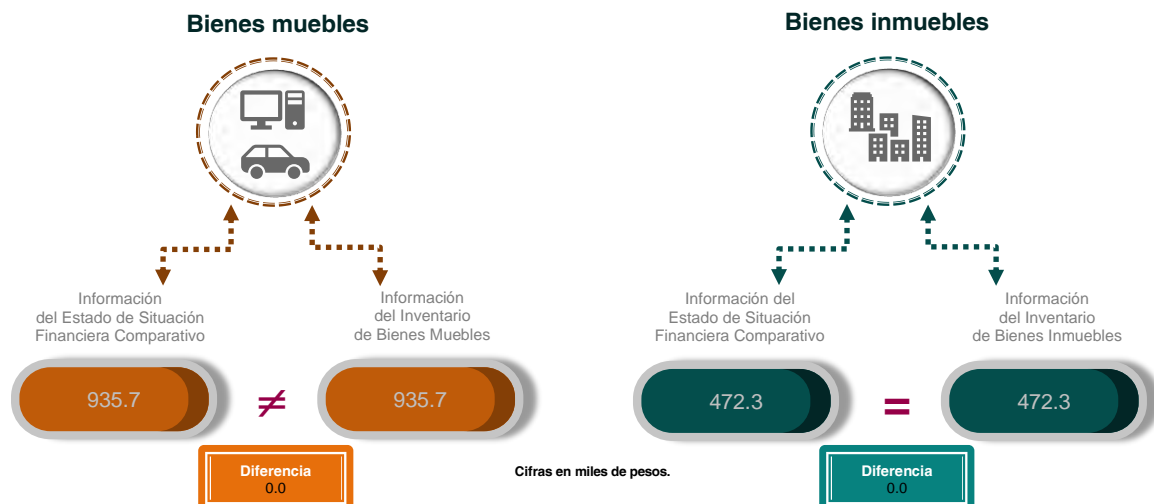 Bienes muebles
Información
del Estado de Situación
Financiera Comparativo
Información
del Inventario
de Bienes Muebles
935.7
≠
935.7
Diferencia
0.0
Cifras en miles de pesos.
Bienes inmuebles
Información del
Estado de Situación
Financiera Comparativo
Información
del Inventario
de Bienes Inmuebles
472.3
=
472.3
Diferencia
0.0